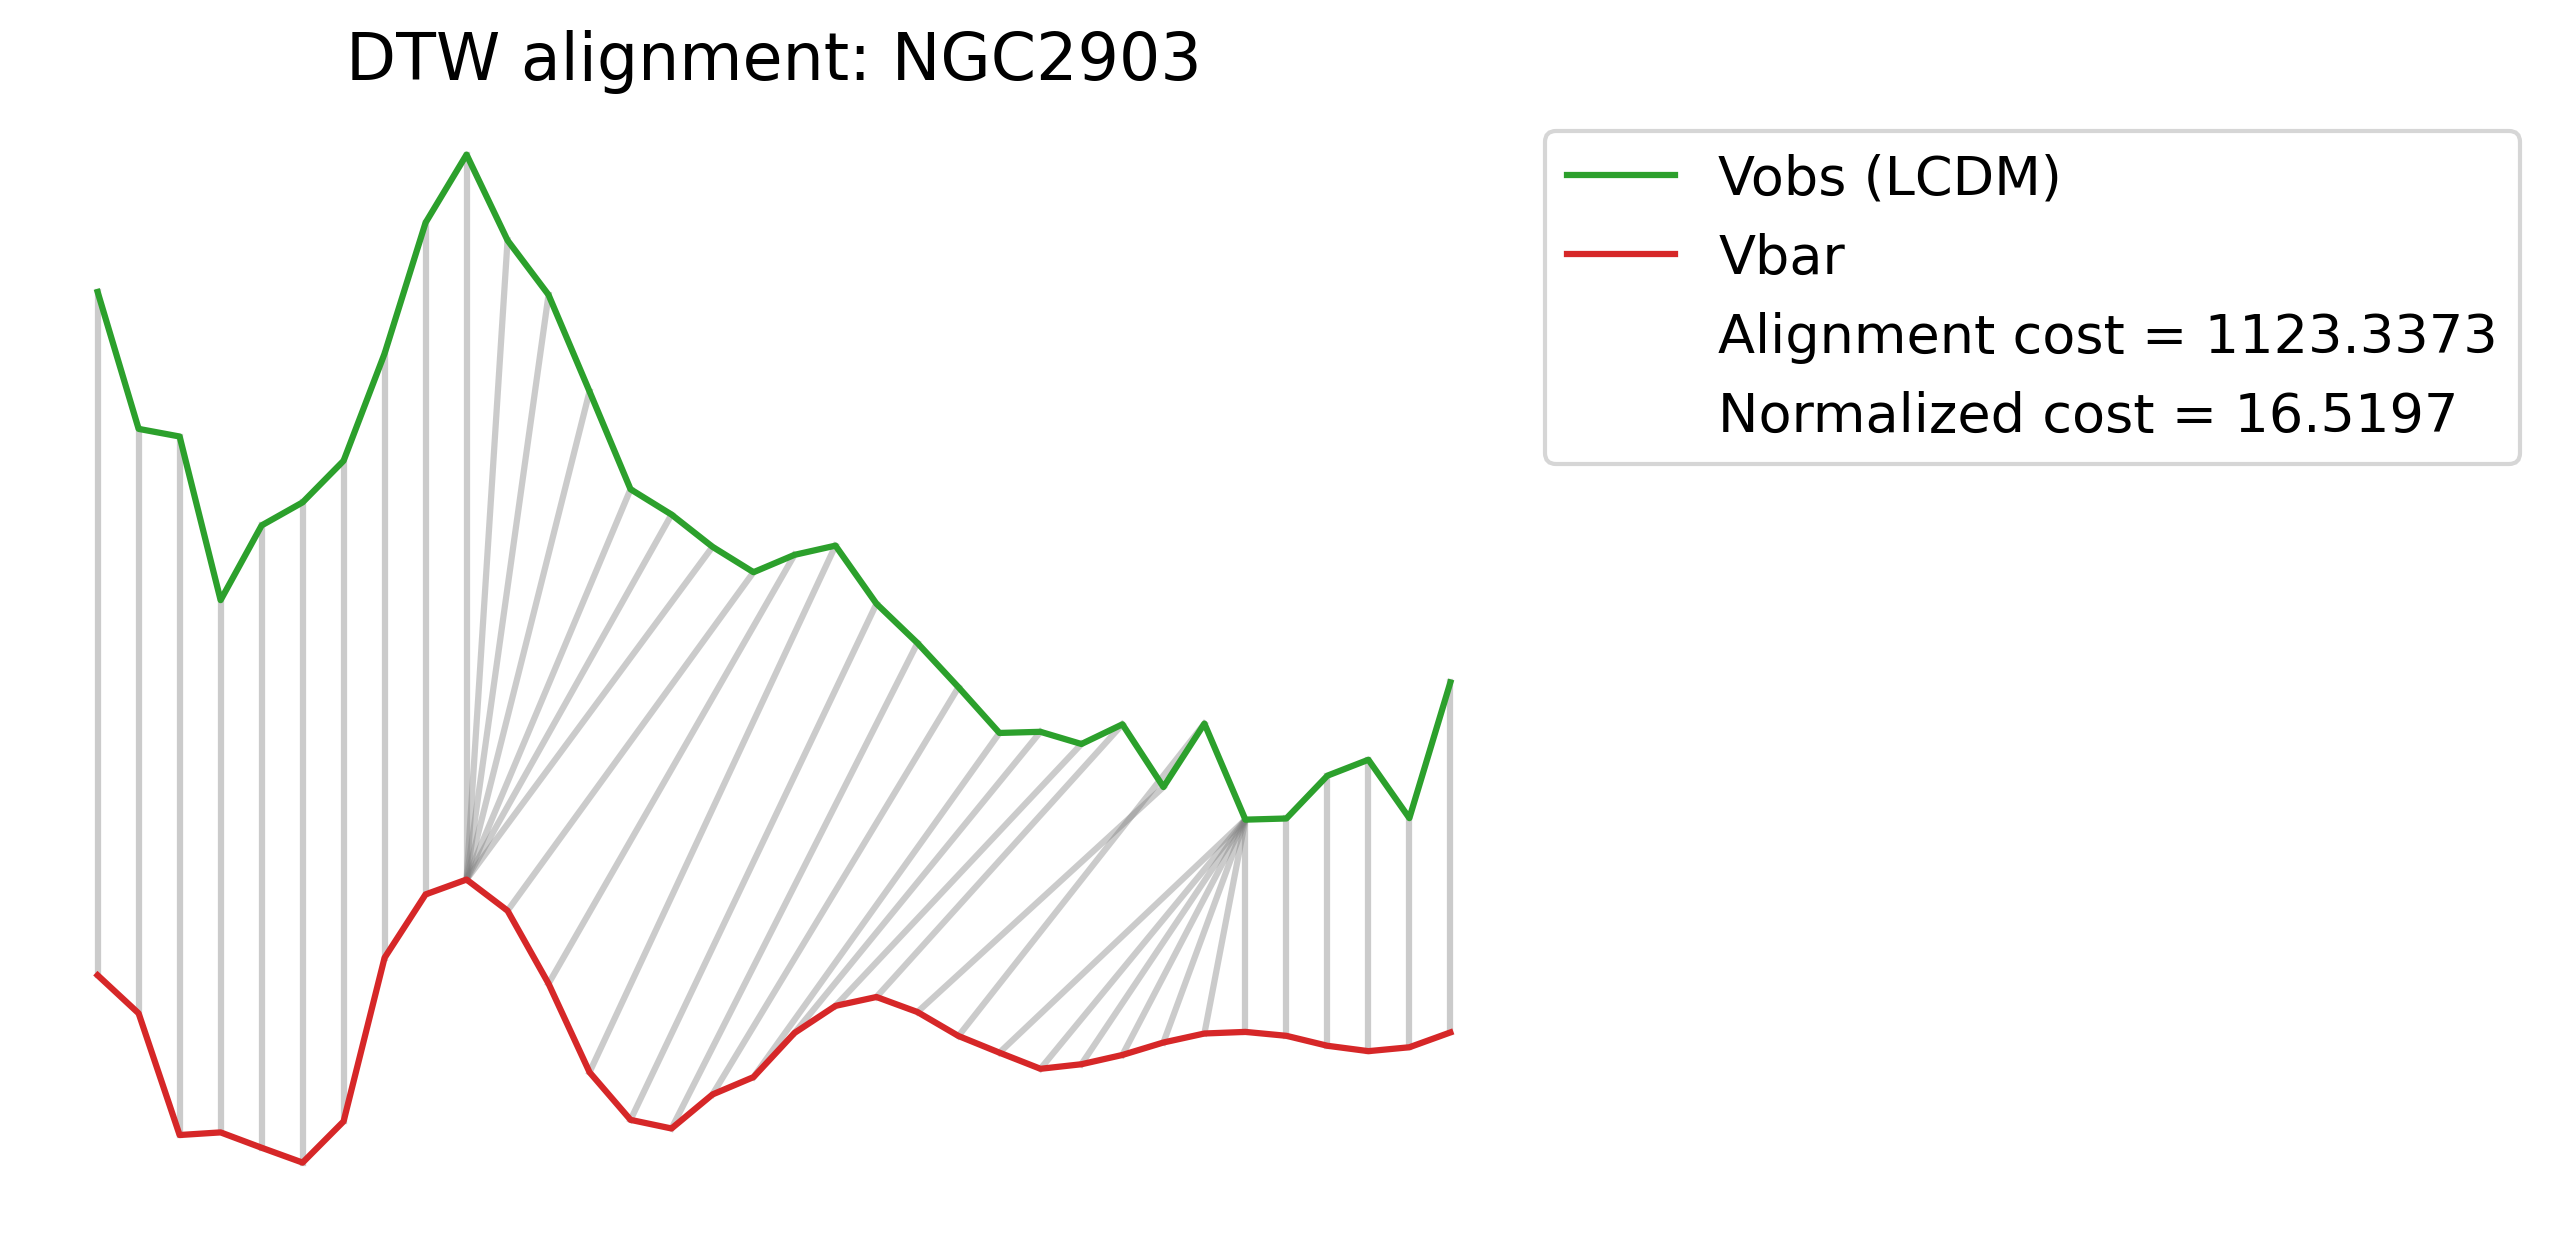 DTW alignment: NGC2903
Vobs (LCDM)
Vbar
Alignment cost = 1123.3373
Normalized cost = 16.5197